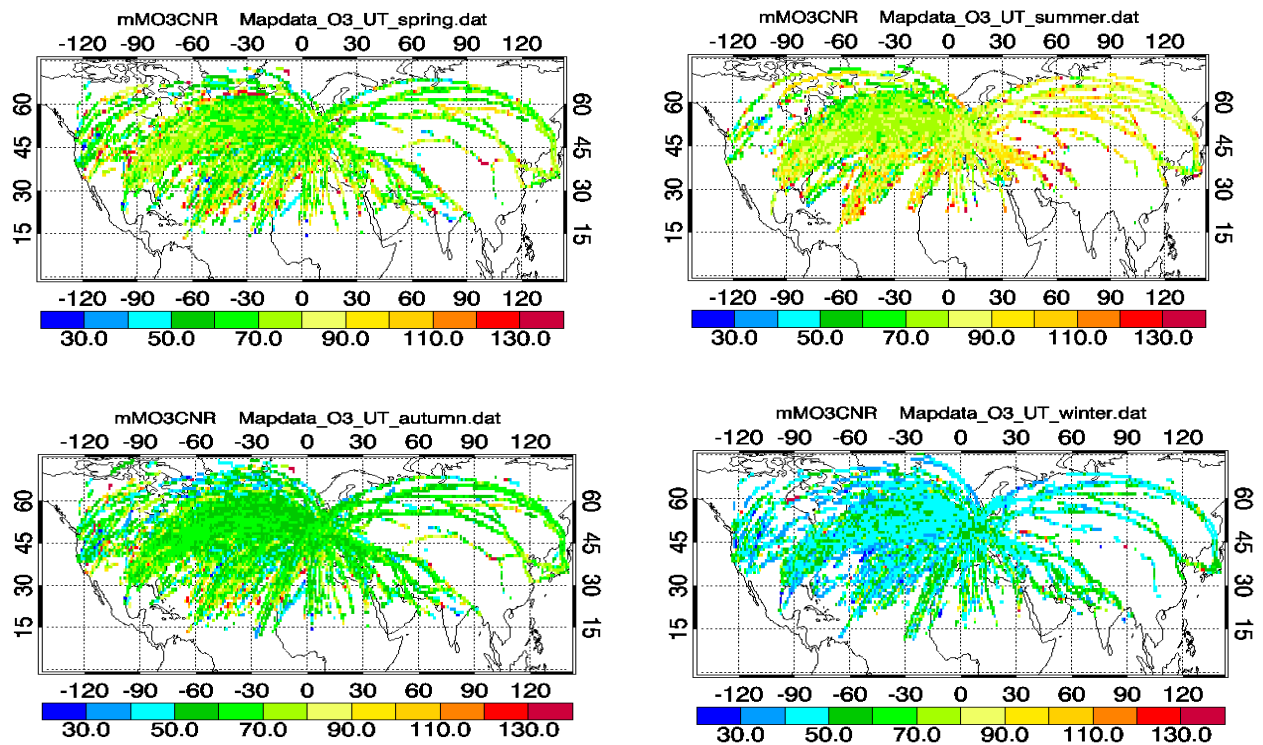 mMO3CNR Mapdata_O3_UT_spring.dat
-120 -90 -60 -30 0 30 60 90 120
60 60
45 45
30 30
15 15
-120 -90 -60 -30 0 30 60 90 120
30.0 50.0 70.0 90.0 110.0 130.0
mMO3CNR Mapdata_O3_UT_summer.dat
-120 -90 -60 -30 0 30 60 90 120
60 60
45 45
30 30
15 15
-120 -90 -60 -30 0 30 60 90 120
30.0 50.0 70.0 90.0 110.0 130.0
mMO3CNR Mapdata_O3_UT_autumn.dat
-120 -90 -60 -30 0 30 60 90 120
60 60
45 45
30 30
15 15
-120 -90 -60 -30 0 30 60 90 120
30.0 50.0 70.0 90.0 110.0 130.0
mMO3CNR Mapdata_O3_UT_winter.dat
-120 -90 -60 -30 0 30 60 90 120
60 60
45 45
30 30
15 15
-120 -90 -60 -30 0 30 60 90 120
30.0 50.0 70.0 90.0 110.0 130.0